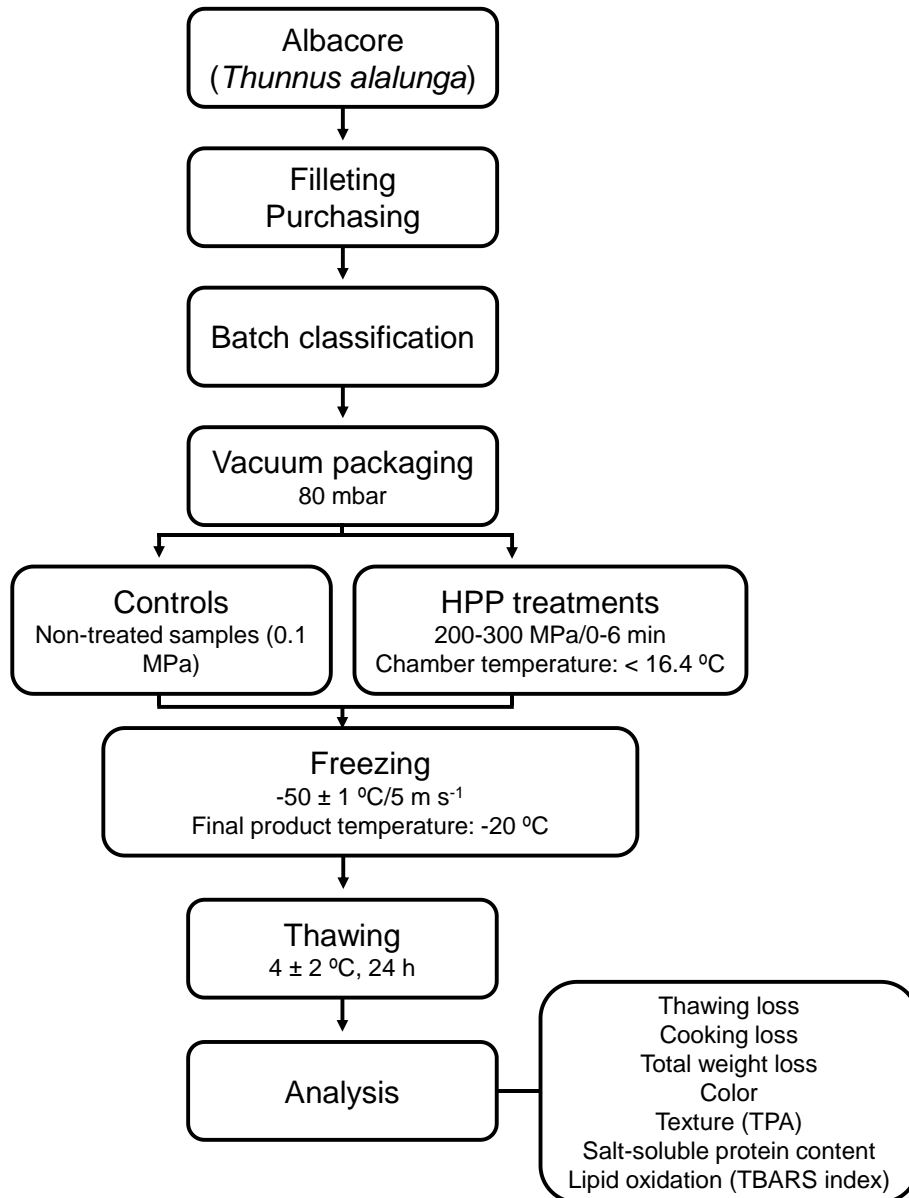 Albacore
(Thunnus alalunga)
Filleting
Purchasing
Batch classification
Vacuum packaging
80 mbar
Controls
Non-treated samples (0.1
MPa)
HPP treatments
200-300 MPa/0-6 min
Chamber temperature: < 16.4 ºC
Freezing
-50 ± 1 ºC/5 m s-1
Final product temperature: -20 ºC
Thawing
4 ± 2 ºC, 24 h
Analysis
Thawing loss
Cooking loss
Total weight loss
Color
Texture (TPA)
Salt-soluble protein content
Lipid oxidation (TBARS index)